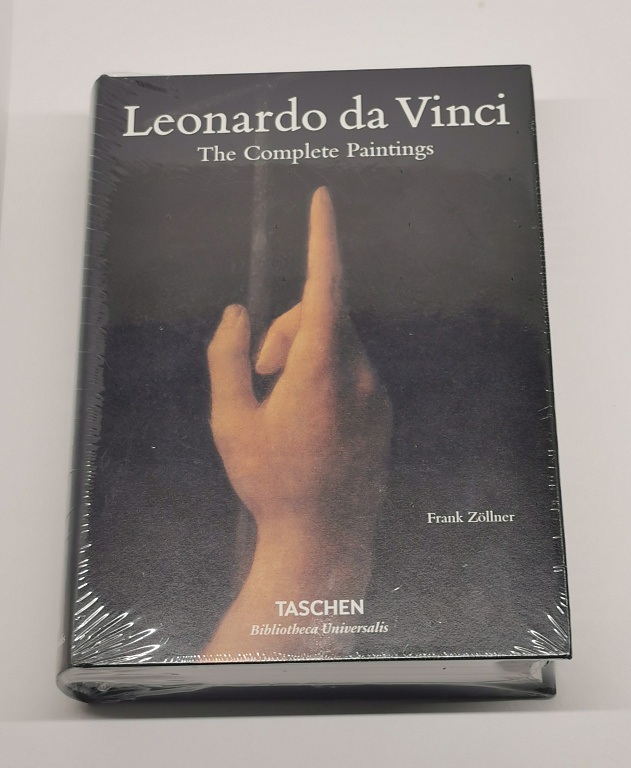 Leonardo da Vinci
The Complete Paintings
Frank Zöllner
TASCHEN
Bibliotheca Universalis